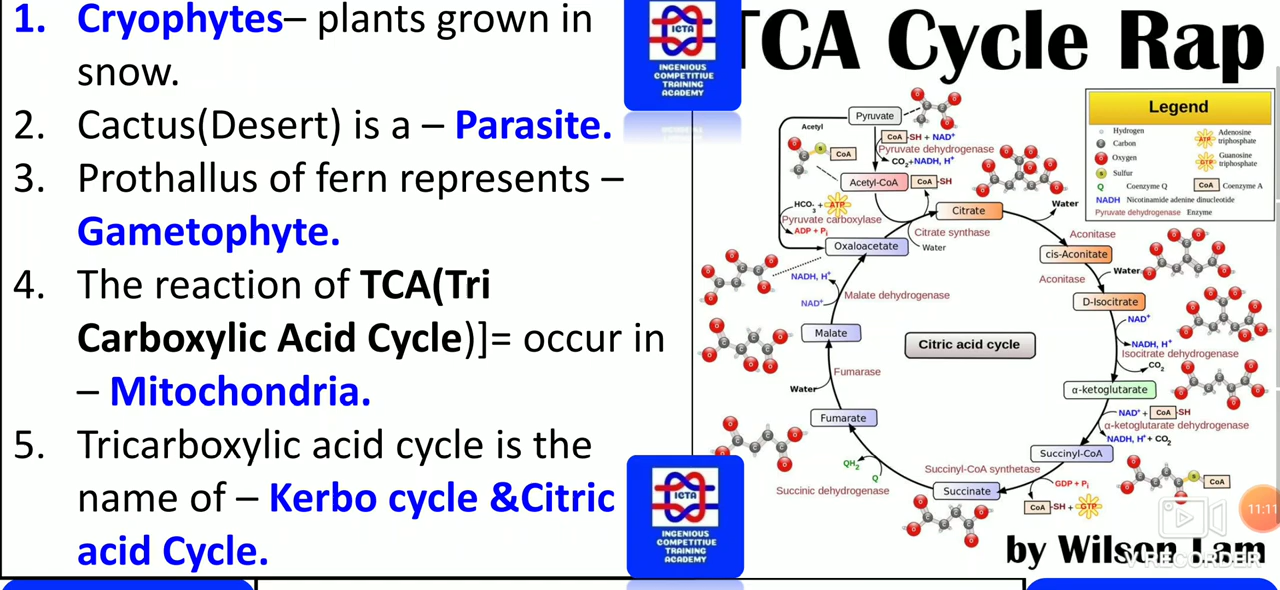 1. Cryophytes– plants grown in
snow.
2. Cactus(Desert) is a – Parasite.
3. Prothallus of fern represents –
Gametophyte.
4. The reaction of TCA(Tri
Carboxylic Acid Cycle)]= occur in
– Mitochondria.
5. Tricarboxylic acid cycle is the
name of – Kerbo cycle &Citric
acid Cycle.
ICTA
INGENIOUS
COMPETITIVE
TRAINING
ACADEMY
TCA Cycle Rap
Legend
Hydrogen
Carbon
Oxygen
Sulfur
Q Coenzyme Q
NADH Nicotinamide adenine dinucleotide
Pyruvate dehydrogenase Enzyme
ATP Adenosine triphosphate
GTP Guanosine triphosphate
CoA Coenzyme A
Pyruvate
Acetyl
CoA
CoA-SH + NAD+
Pyruvate dehydrogenase
CO2+NADH, H+
Acetyl-CoA
CoA-SH
HCO3- + ATP
Pyruvate carboxylase
ADP + Pi
Oxaloacetate
Citrate synthase
Water
Citrate
Water
Aconitase
cis-Aconitate
Aconitase
Water
D-Isocitrate
NAD+
NADH, H+
Isocitrate dehydrogenase
CO2
α-ketoglutarate
NAD+ + CoA-SH
α-ketoglutarate dehydrogenase
NADH, H+ + CO2
Succinyl-CoA
CoA
Succinyl-CoA synthetase
GDP + Pi
CoA-SH + GTP
Succinate
Succinic dehydrogenase
Q
QH2
Fumarate
Fumarase
Water
Malate
Malate dehydrogenase
NAD+
NADH, H+
Citric acid cycle
ICTA
INGENIOUS
COMPETITIVE
TRAINING
ACADEMY
by Wilson Lam
11:11
V RECORDER